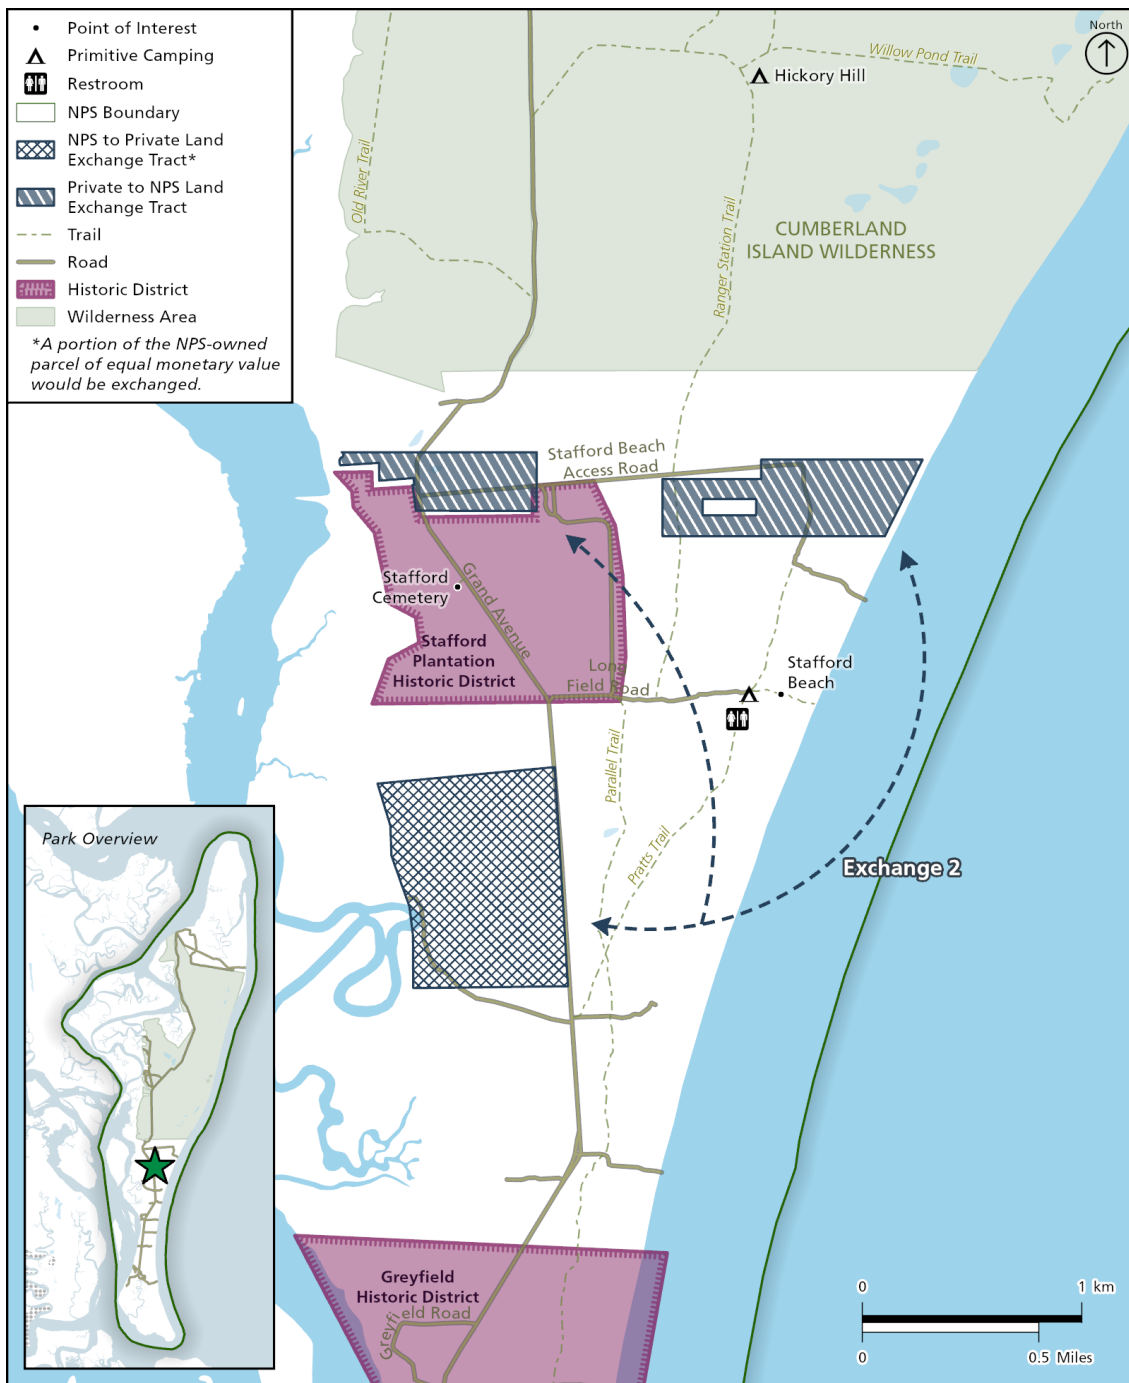 Point of Interest
Primitive Camping
Restroom
NPS Boundary
NPS to Private Land
Exchange Tract*
Private to NPS Land
Exchange Tract
Trail
Road
Historic District
Wilderness Area
*A portion of the NPS-owned
parcel of equal monetary value
would be exchanged.
North
Willow Pond Trail
Hickory Hill
Old River Trail
Ranger Station Trail
CUMBERLAND
ISLAND WILDERNESS
Stafford Beach
Access Road
Stafford
Cemetery
Grand Avenue
Stafford
Plantation
Historic District
Long
Field Road
Stafford
Beach
Parallel Trail
Pratts Trail
Exchange 2
Park Overview
Greyfield
Historic District
Greyfield Road
0
1 km
0
0.5 Miles